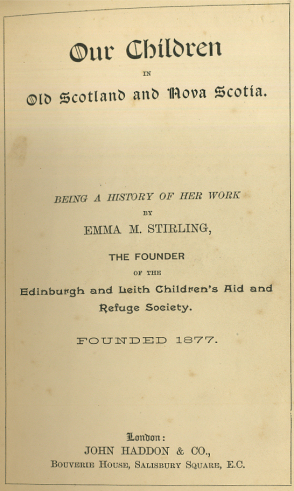 Our Children
IN
Old Scotland and Nova Scotia.
BEING A HISTORY OF HER WORK
BY
EMMA M. STIRLING,
THE FOUNDER
OF THE
Edinburgh and Leith Children's Aid and
Refuge Society.
FOUNDED 1877.
London:
JOHN HADDON & CO.,
BOUVERIE HOUSE, SALISBURY SQUARE, E.C.